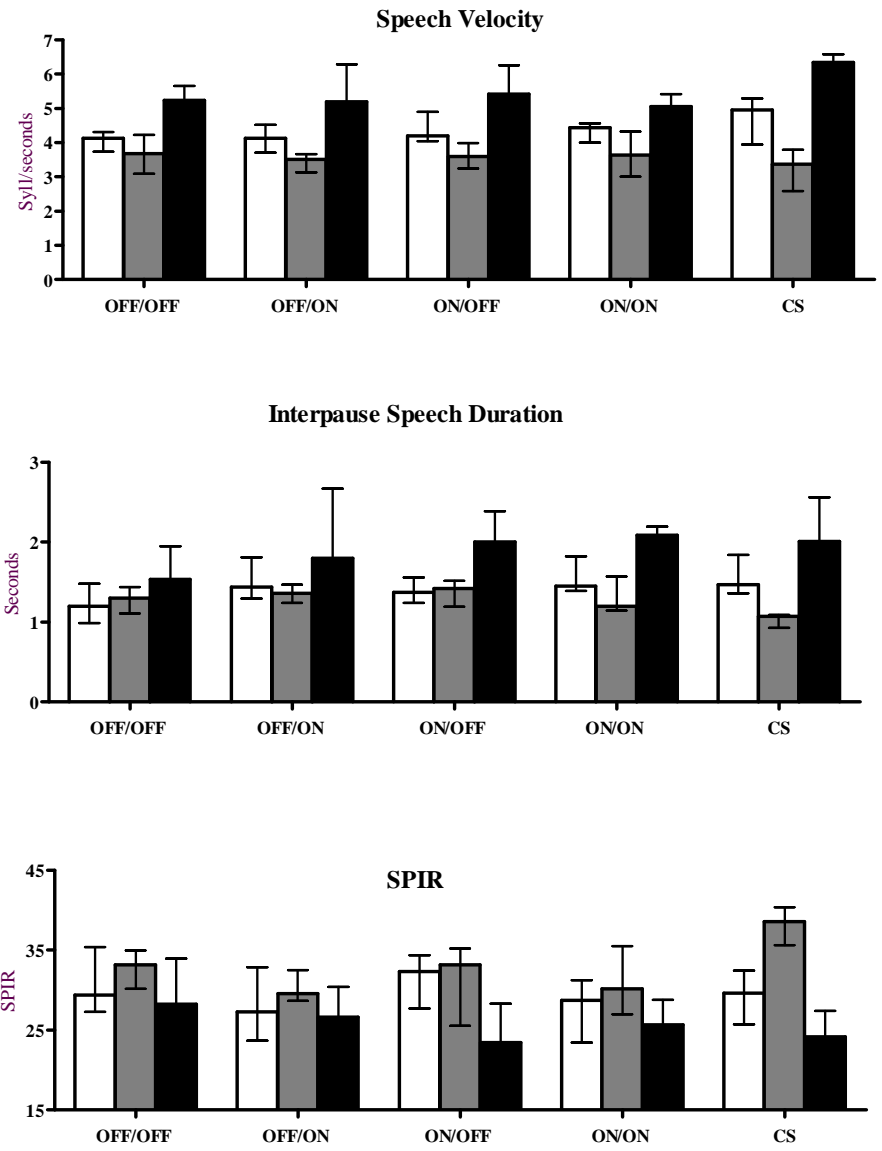 Speech Velocity
Syll/seconds
7
6
5
4
3
2
1
0
OFF/OFF OFF/ON ON/OFF ON/ON CS
Interpause Speech Duration
Seconds
3
2
1
0
OFF/OFF OFF/ON ON/OFF ON/ON CS
SPIR
SPIR
45
35
25
15
OFF/OFF OFF/ON ON/OFF ON/ON CS